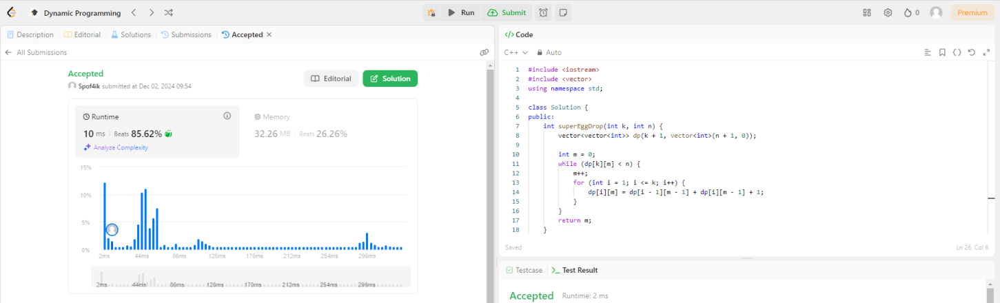 Dynamic Programming
Run
Submit
0
Premium
Description
Editorial
Solutions
Submissions
Accepted
All Submissions
Accepted
Spof4ik submitted at Dec 02, 2024 09:54
Editorial
Solution
Runtime
10 ms | Beats 85.62%
Analyze Complexity
Memory
32.26 MB | Beats 26.26%
15%
10%
5%
0%
2ms 44ms 86ms 128ms 170ms 212ms 254ms 296ms
2ms 44ms 86ms 128ms 170ms 212ms 254ms 296ms
</> Code
C++ Auto
1 #include <iostream>
2 #include <vector>
3 using namespace std;
4
5 class Solution {
6 public:
7     int superEggDrop(int k, int n) {
8         vector<vector<int>> dp(k + 1, vector<int>(n + 1, 0));
9
10         int m = 0;
11         while (dp[k][m] < n) {
12             m++;
13             for (int i = 1; i <= k; i++) {
14                 dp[i][m] = dp[i - 1][m - 1] + dp[i][m - 1] + 1;
15             }
16         }
17         return m;
18     }
Saved
Ln 26, Col 6
Testcase
Test Result
Accepted Runtime: 2 ms